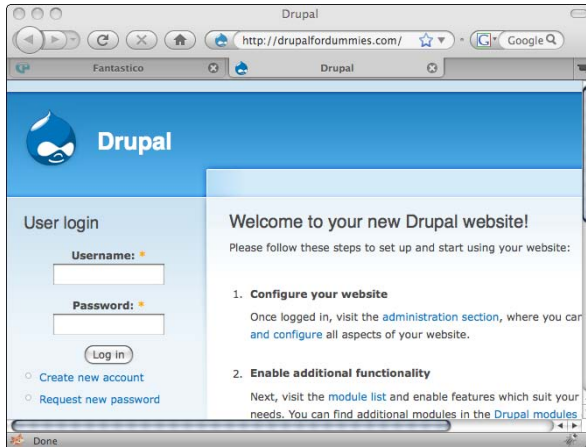 Drupal
http://drupalfordummies.com/
G
Google
Fantastico
Drupal
Drupal
User login
Username: *
Password: *
Log in
Create new account
Request new password
Welcome to your new Drupal website!
Please follow these steps to set up and start using your website:
1. Configure your website
Once logged in, visit the administration section, where you can
and configure all aspects of your website.
2. Enable additional functionality
Next, visit the module list and enable features which suit your
needs. You can find additional modules in the Drupal modules
Done